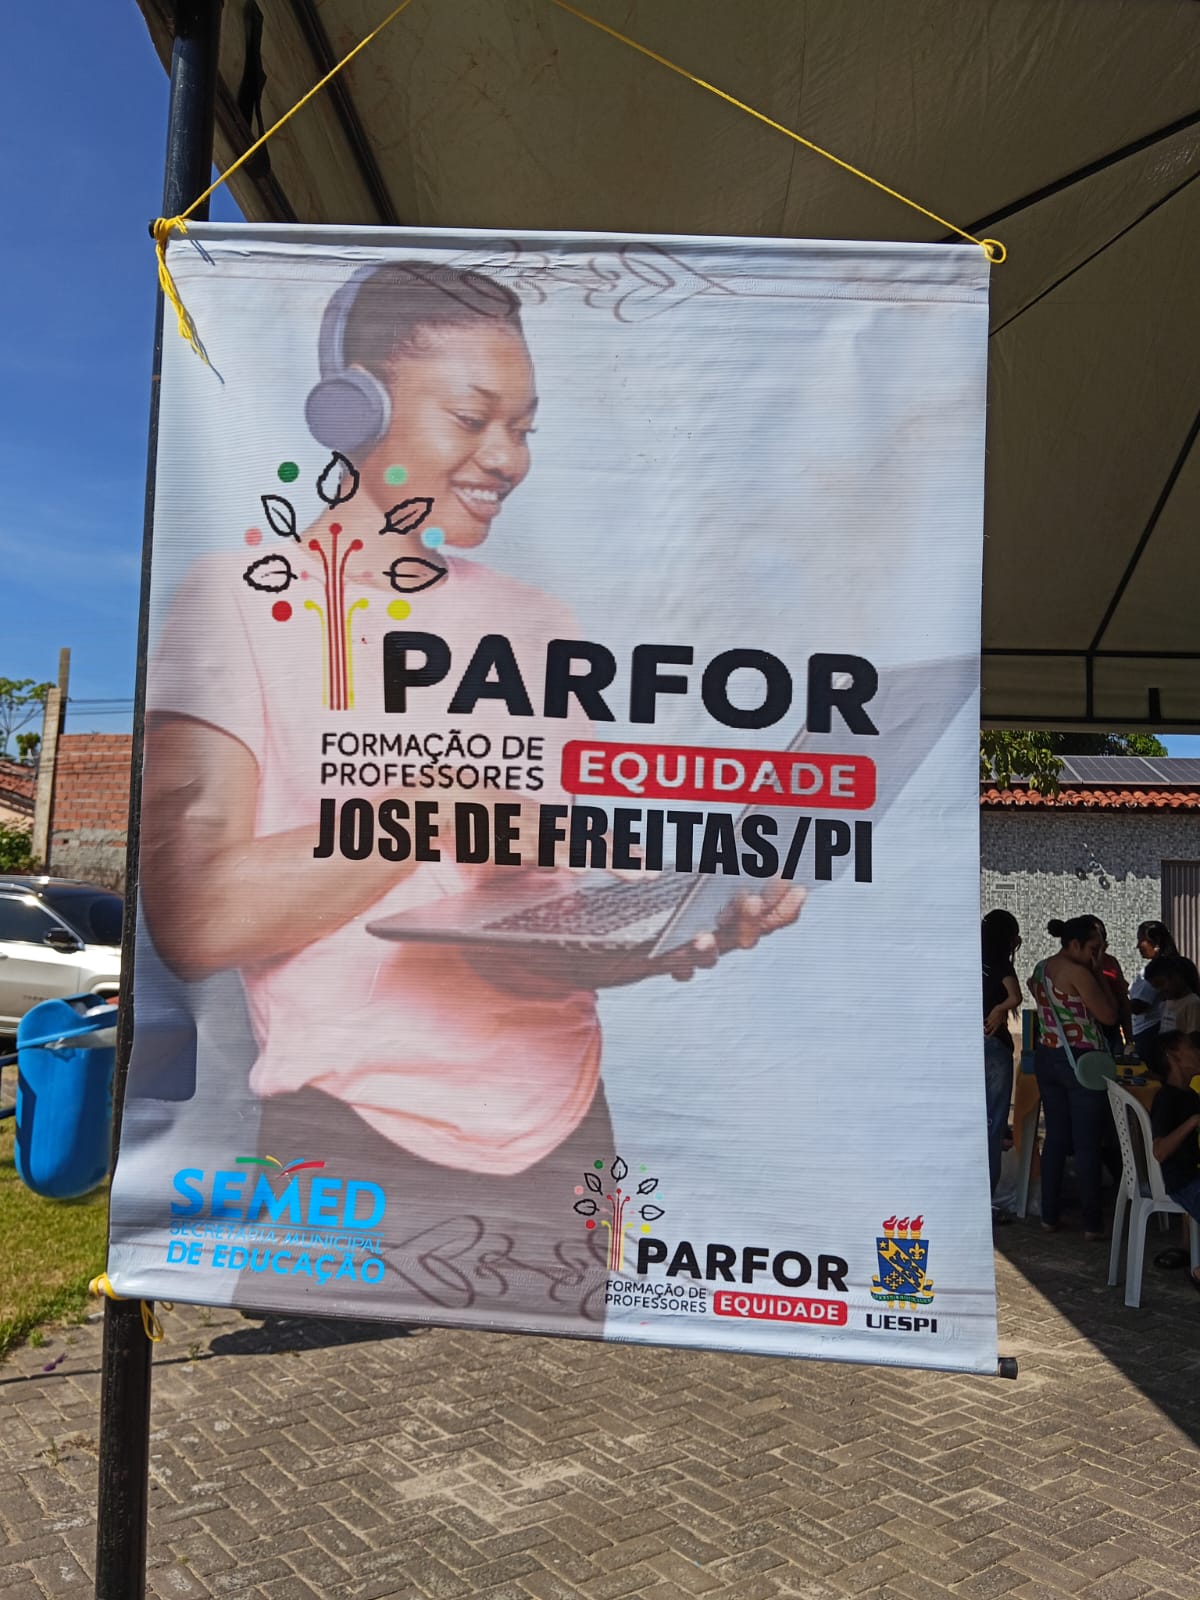 PARFOR
FORMAÇÃO DE
PROFESSORES
EQUIDADE
JOSE DE FREITAS/PI
SEMED
SECRETARIA MUNICIPAL
DE EDUCAÇÃO
PARFOR
FORMAÇÃO DE
PROFESSORES
EQUIDADE
UESPI